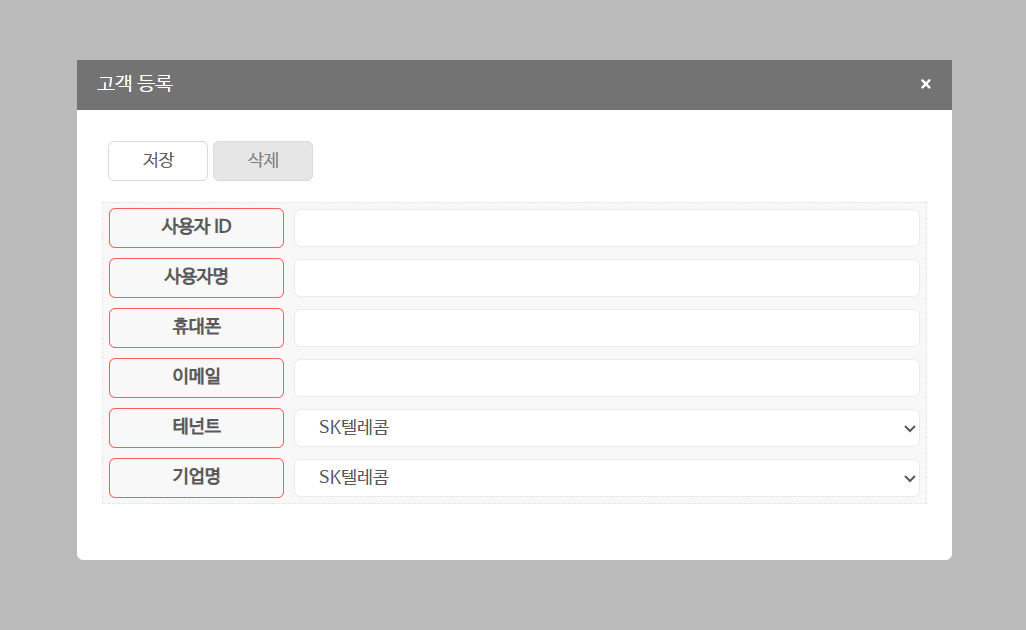 고객 등록 ×
저장 삭제
사용자 ID
사용자명
휴대폰
이메일
테넌트 SK텔레콤
기업명 SK텔레콤